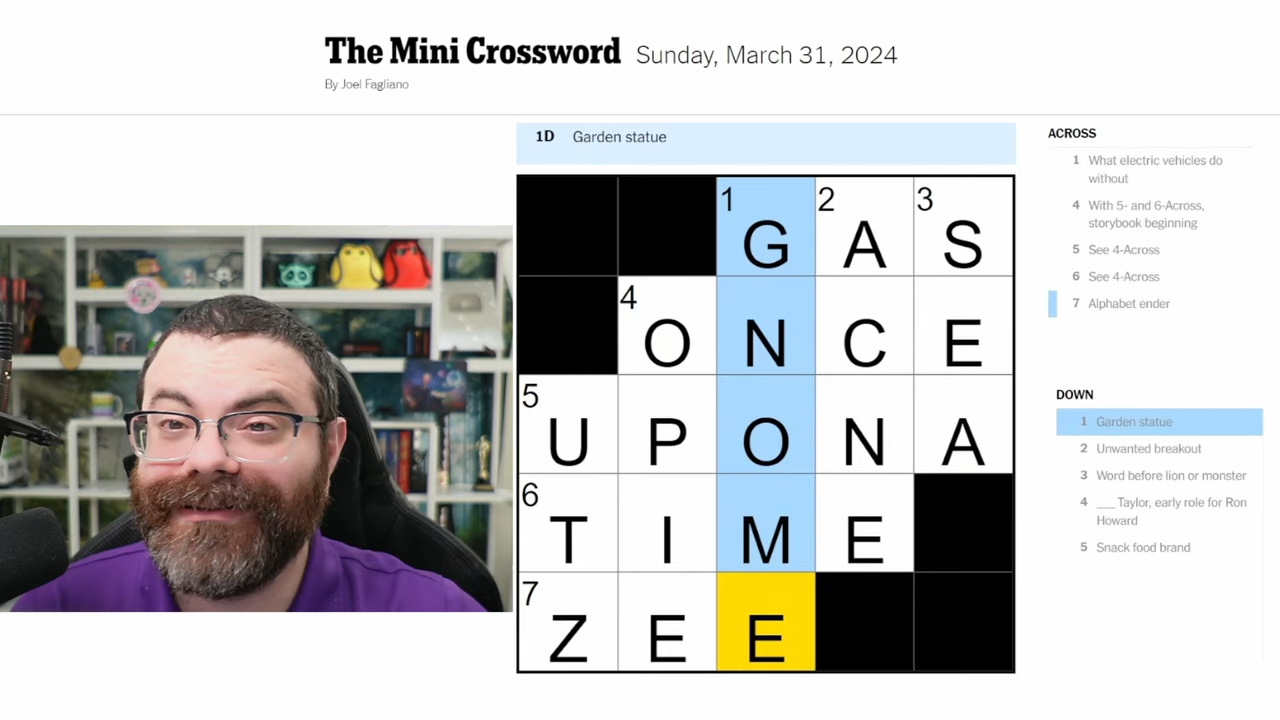 The Mini Crossword Sunday, March 31, 2024
By Joel Fagliano
1D Garden statue
1 G 2 A 3 S
4 O N C E
5 U P O N A
6 T I M E
7 Z E E
ACROSS
1 What electric vehicles do
without
4 With 5- and 6-Across,
storybook beginning
5 See 4-Across
6 See 4-Across
7 Alphabet ender
DOWN
1 Garden statue
2 Unwanted breakout
3 Word before lion or monster
4 ___ Taylor, early role for Ron
Howard
5 Snack food brand